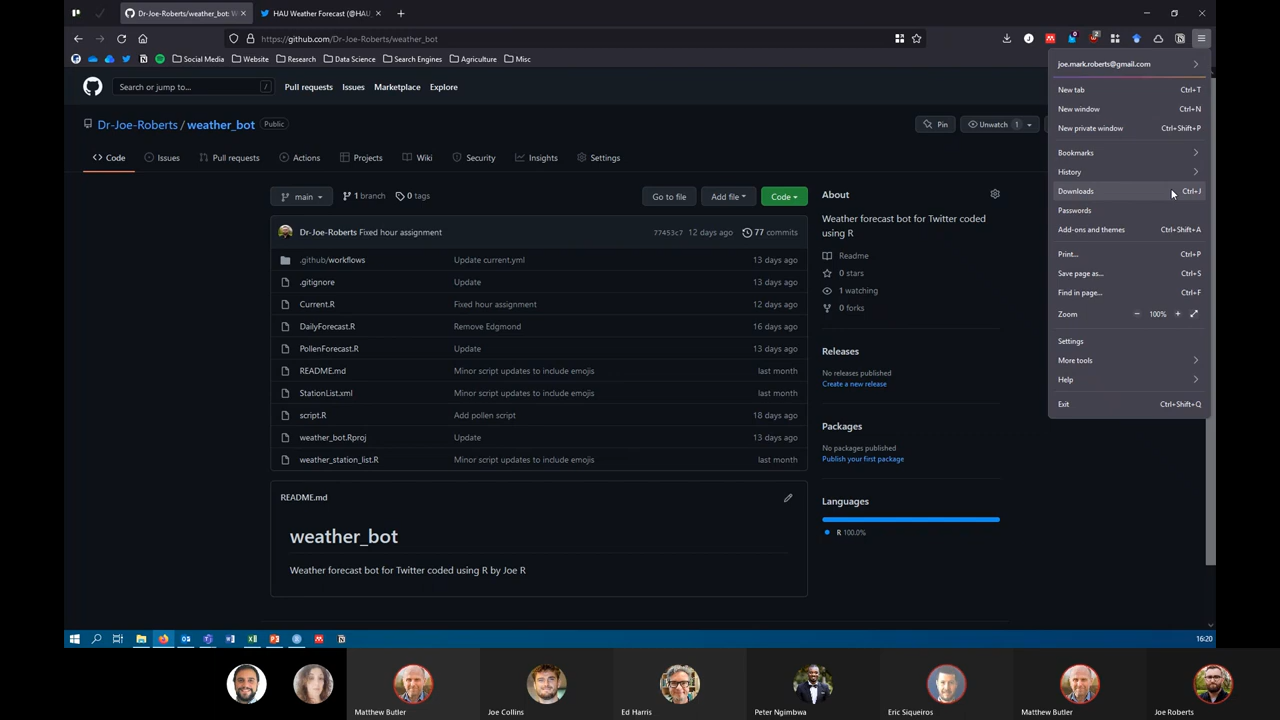 Dr-Joe-Roberts/weather_bot: W
HAU Weather Forecast (@HAU_
https://github.com/Dr-Joe-Roberts/weather_bot
Social Media
Website
Research
Data Science
Search Engines
Agriculture
Misc
Search or jump to...
/
Pull requests
Issues
Marketplace
Explore
Dr-Joe-Roberts / weather_bot
Public
Pin
Unwatch
1
Code
Issues
Pull requests
Actions
Projects
Wiki
Security
Insights
Settings
main
1 branch
0 tags
Go to file
Add file
Code
Dr-Joe-Roberts Fixed hour assignment
77453c7 12 days ago
77 commits
.github/workflows Update current.yml 13 days ago
.gitignore Update 13 days ago
Current.R Fixed hour assignment 12 days ago
DailyForecast.R Remove Edgmond 16 days ago
PollenForecast.R Update 13 days ago
README.md Minor script updates to include emojis last month
StationList.xml Minor script updates to include emojis last month
script.R Add pollen script 18 days ago
weather_bot.Rproj Update 13 days ago
weather_station_list.R Minor script updates to include emojis last month
README.md
weather_bot
Weather forecast bot for Twitter coded using R by Joe R
About
Weather forecast bot for Twitter coded
using R
Readme
0 stars
1 watching
0 forks
Releases
No releases published
Create a new release
Packages
No packages published
Publish your first package
Languages
R 100.0%
joe.mark.roberts@gmail.com
New tab Ctrl+T
New window Ctrl+N
New private window Ctrl+Shift+P
Bookmarks
History
Downloads Ctrl+J
Passwords
Add-ons and themes Ctrl+Shift+A
Print... Ctrl+P
Save page as... Ctrl+S
Find in page... Ctrl+F
Zoom 100%
Settings
More tools
Help
Exit Ctrl+Shift+Q
16:20
Matthew Butler
Joe Collins
Ed Harris
Peter Ngimbwa
Eric Siqueiros
Matthew Butler
Joe Roberts